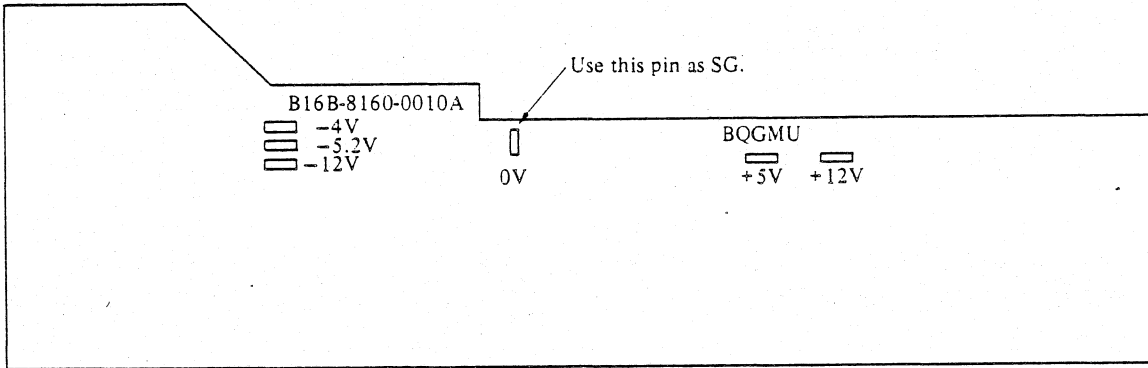 Use this pin as SG.
B16B-8160-0010A
-4V
-5.2V
-12V
0V
BQGMU
+5V +12V